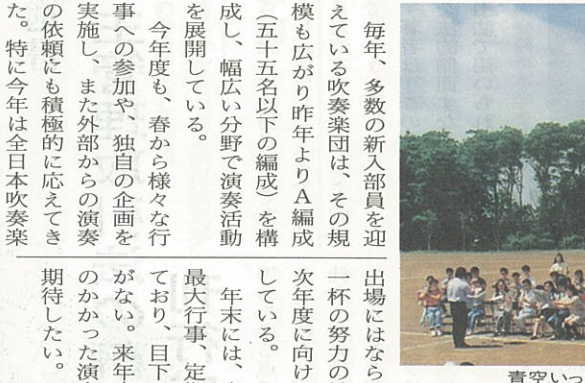 毎年、多数の新入部員を迎
えている吹奏楽団は、その規
模も広がり昨年よりA編成
（五十五名以下の編成）を構
成し、幅広い分野で演奏活動
を展開している。
今年度も、春から様々な行
事への参加や、独自の企画を
実施し、また外部からの演奏
の依頼にも積極的に応えてき
た。特に今年は全日本吹奏楽
出場にはなら
一杯の努力の
次年度に向け
している。
年末には、
最大行事、定
ており、目下
がない。来年
のかかった演
期待したい。
青空いっ